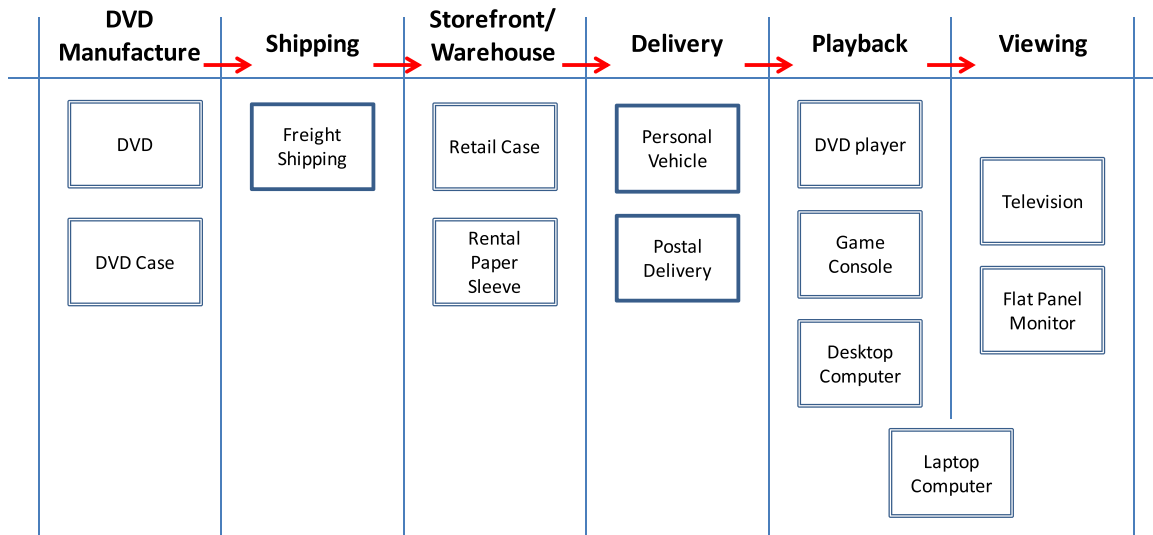 DVD
Manufacture
Shipping
Storefront/
Warehouse
Delivery
Playback
Viewing
DVD
DVD Case
Freight
Shipping
Retail Case
Rental
Paper
Sleeve
Personal
Vehicle
Postal
Delivery
DVD player
Game
Console
Desktop
Computer
Television
Flat Panel
Monitor
Laptop
Computer